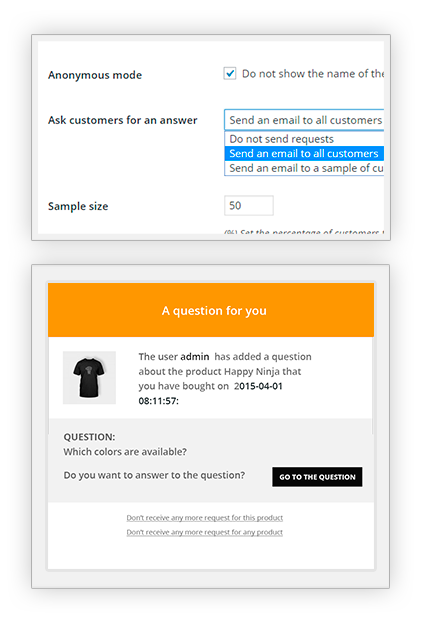 Anonymous mode
Do not show the name of the
Ask customers for an answer
Send an email to all customers
Do not send requests
Send an email to all customers
Send an email to a sample of cu
Sample size
50
(%) Set the percentage of customers
A question for you
The user admin has added a question
about the product Happy Ninja that
you have bought on 2015-04-01
08:11:57:
QUESTION:
Which colors are available?
Do you want to answer to the question?
GO TO THE QUESTION
Don't receive any more request for this product
Don't receive any more request for any product